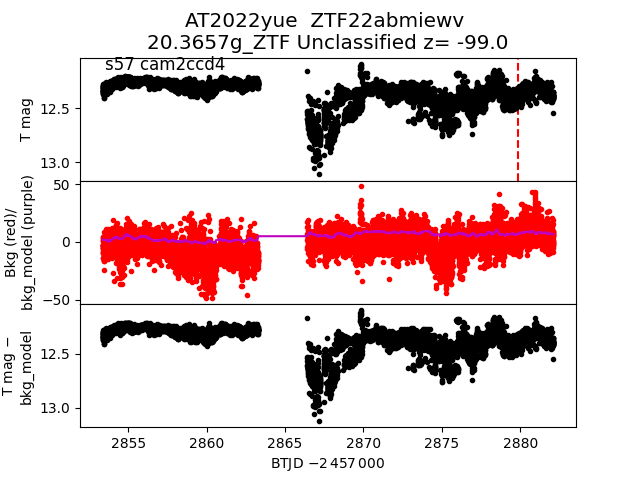 AT2022yue  ZTF22abmiewv
20.3657g_ZTF Unclassified z= -99.0
s57 cam2ccd4
T mag
12.5
13.0
Bkg (red)/
bkg_model (purple)
50
0
−50
T mag −
bkg_model
12.5
13.0
2855 2860 2865 2870 2875 2880
BTJD −2 457 000